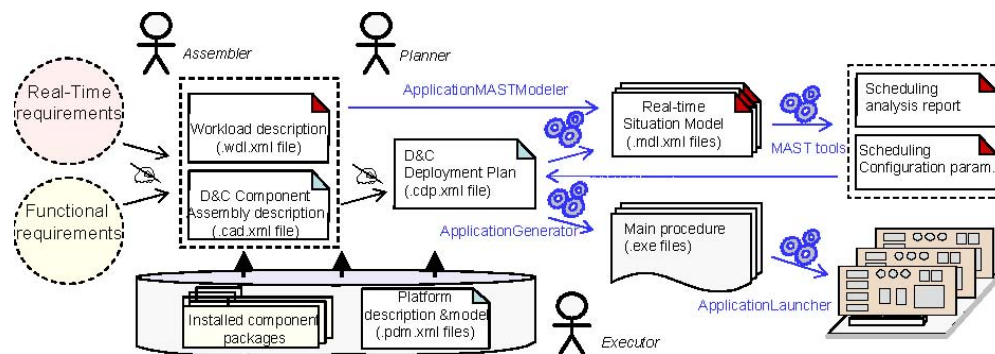 Assembler
Planner
Real-Time
requirements
Functional
requirements
Workload description
(.wdl.xml file)
D&C Component
Assembly description
(.cad.xml file)
ApplicationMASTModeler
D&C
Deployment Plan
(.cdp.xml file)
ApplicationGenerator
Real-time
Situation Model
(.mdl.xml files)
MAST tools
Scheduling
analysis report
Scheduling
Configuration param.
Main procedure
(.exe files)
ApplicationLauncher
Installed component
packages
Platform
description &model
(.pdm.xml files)
Executor